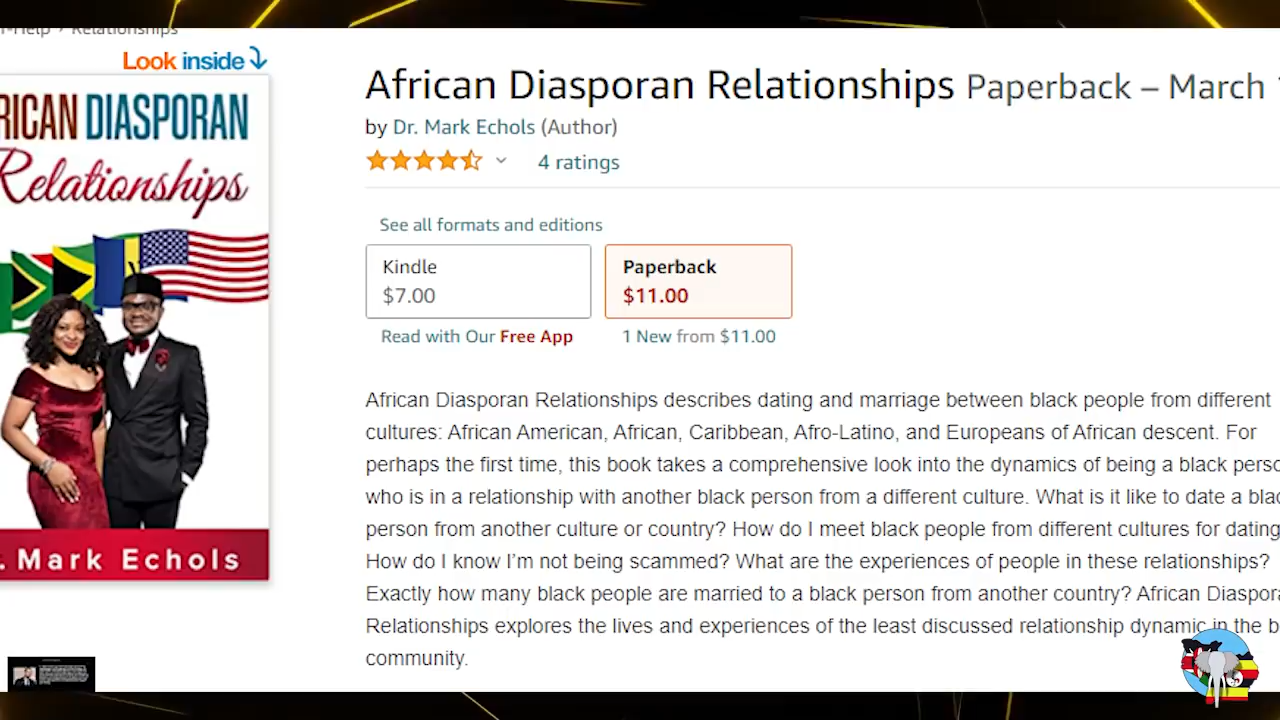 Relationships
Look inside
African Diasporan Relationships Paperback – March
by Dr. Mark Echols (Author)
4 ratings
RICAN DIASPORAN
Relationships
See all formats and editions
Kindle
$7.00
Paperback
$11.00
Read with Our Free App
1 New from $11.00
African Diasporan Relationships describes dating and marriage between black people from different
cultures: African American, African, Caribbean, Afro-Latino, and Europeans of African descent. For
perhaps the first time, this book takes a comprehensive look into the dynamics of being a black perso
who is in a relationship with another black person from a different culture. What is it like to date a blac
person from another culture or country? How do I meet black people from different cultures for dating
How do I know I'm not being scammed? What are the experiences of people in these relationships?
Exactly how many black people are married to a black person from another country? African Diaspora
Relationships explores the lives and experiences of the least discussed relationship dynamic in the b
community.
. Mark Echols